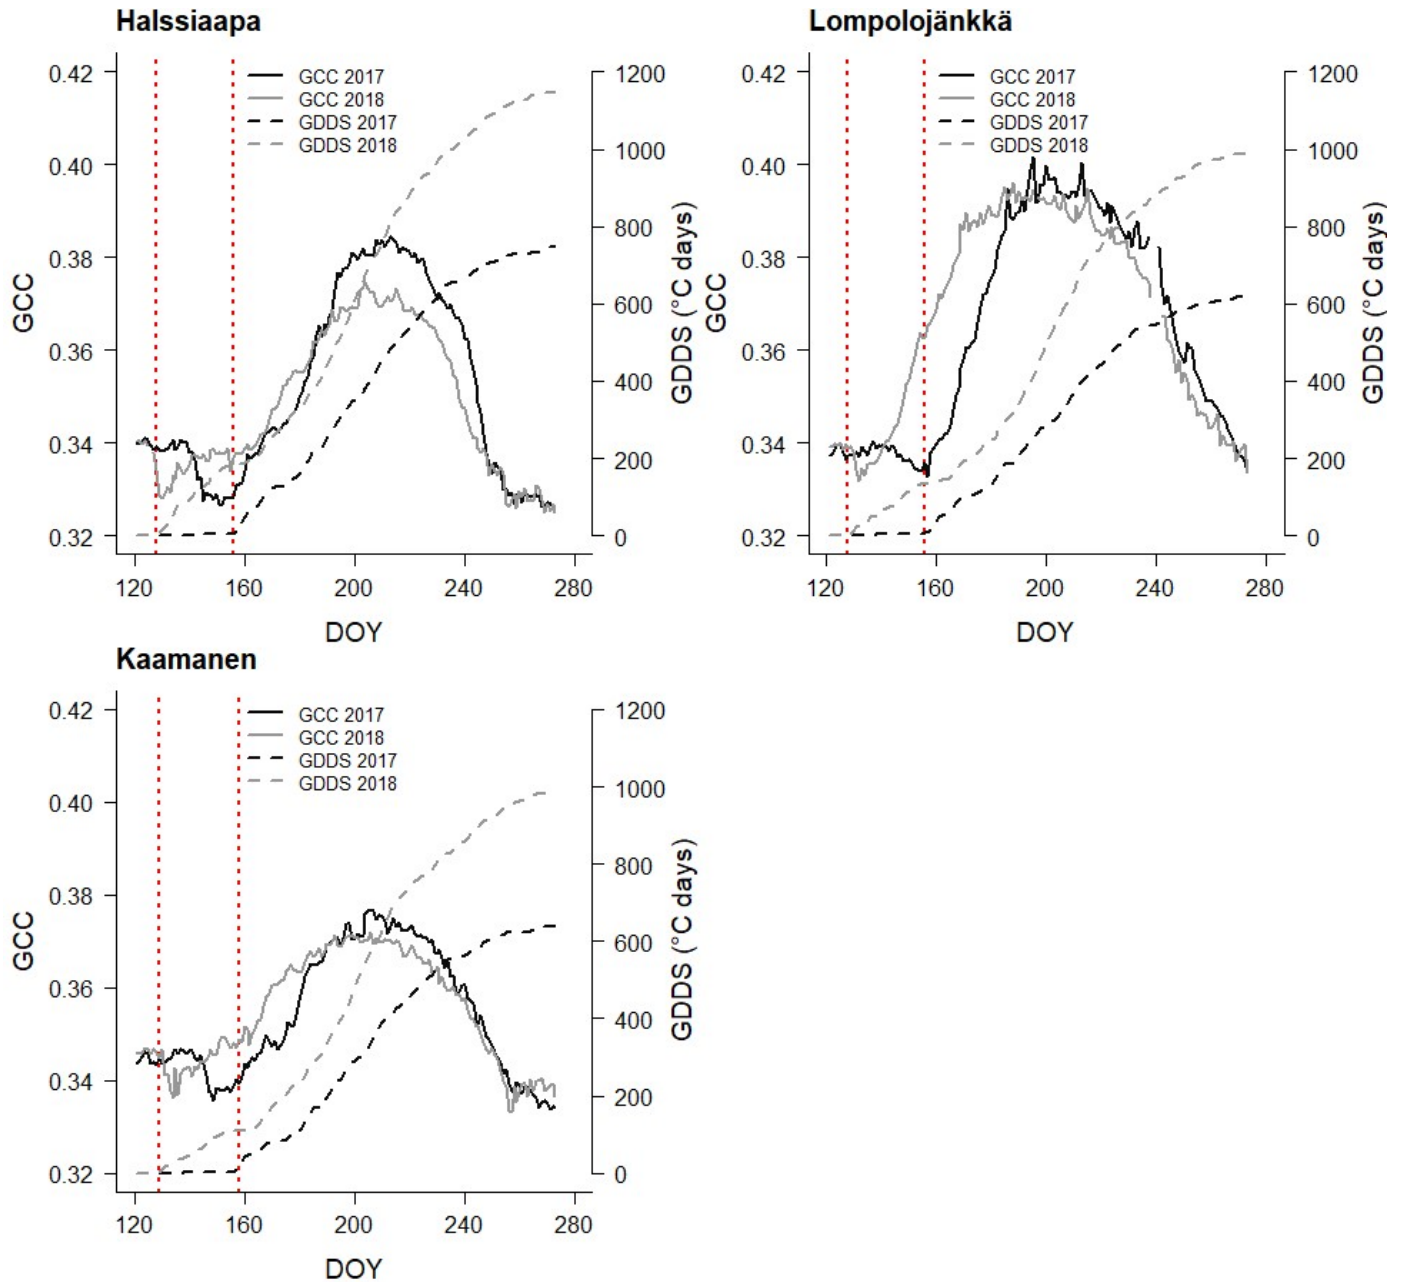 Halssiaapa
GCC 2017
GCC 2018
GDDS 2017
GDDS 2018
0.42
0.40
0.38
0.36
0.34
0.32
GCC
1200
1000
800
600
400
200
0
GDDS (°C days)
120 160 200 240 280
DOY
Lompolojänkkä
GCC 2017
GCC 2018
GDDS 2017
GDDS 2018
0.42
0.40
0.38
0.36
0.34
0.32
GCC
1200
1000
800
600
400
200
0
GDDS (°C days)
120 160 200 240 280
DOY
Kaamanen
GCC 2017
GCC 2018
GDDS 2017
GDDS 2018
0.42
0.40
0.38
0.36
0.34
0.32
GCC
1200
1000
800
600
400
200
0
GDDS (°C days)
120 160 200 240 280
DOY